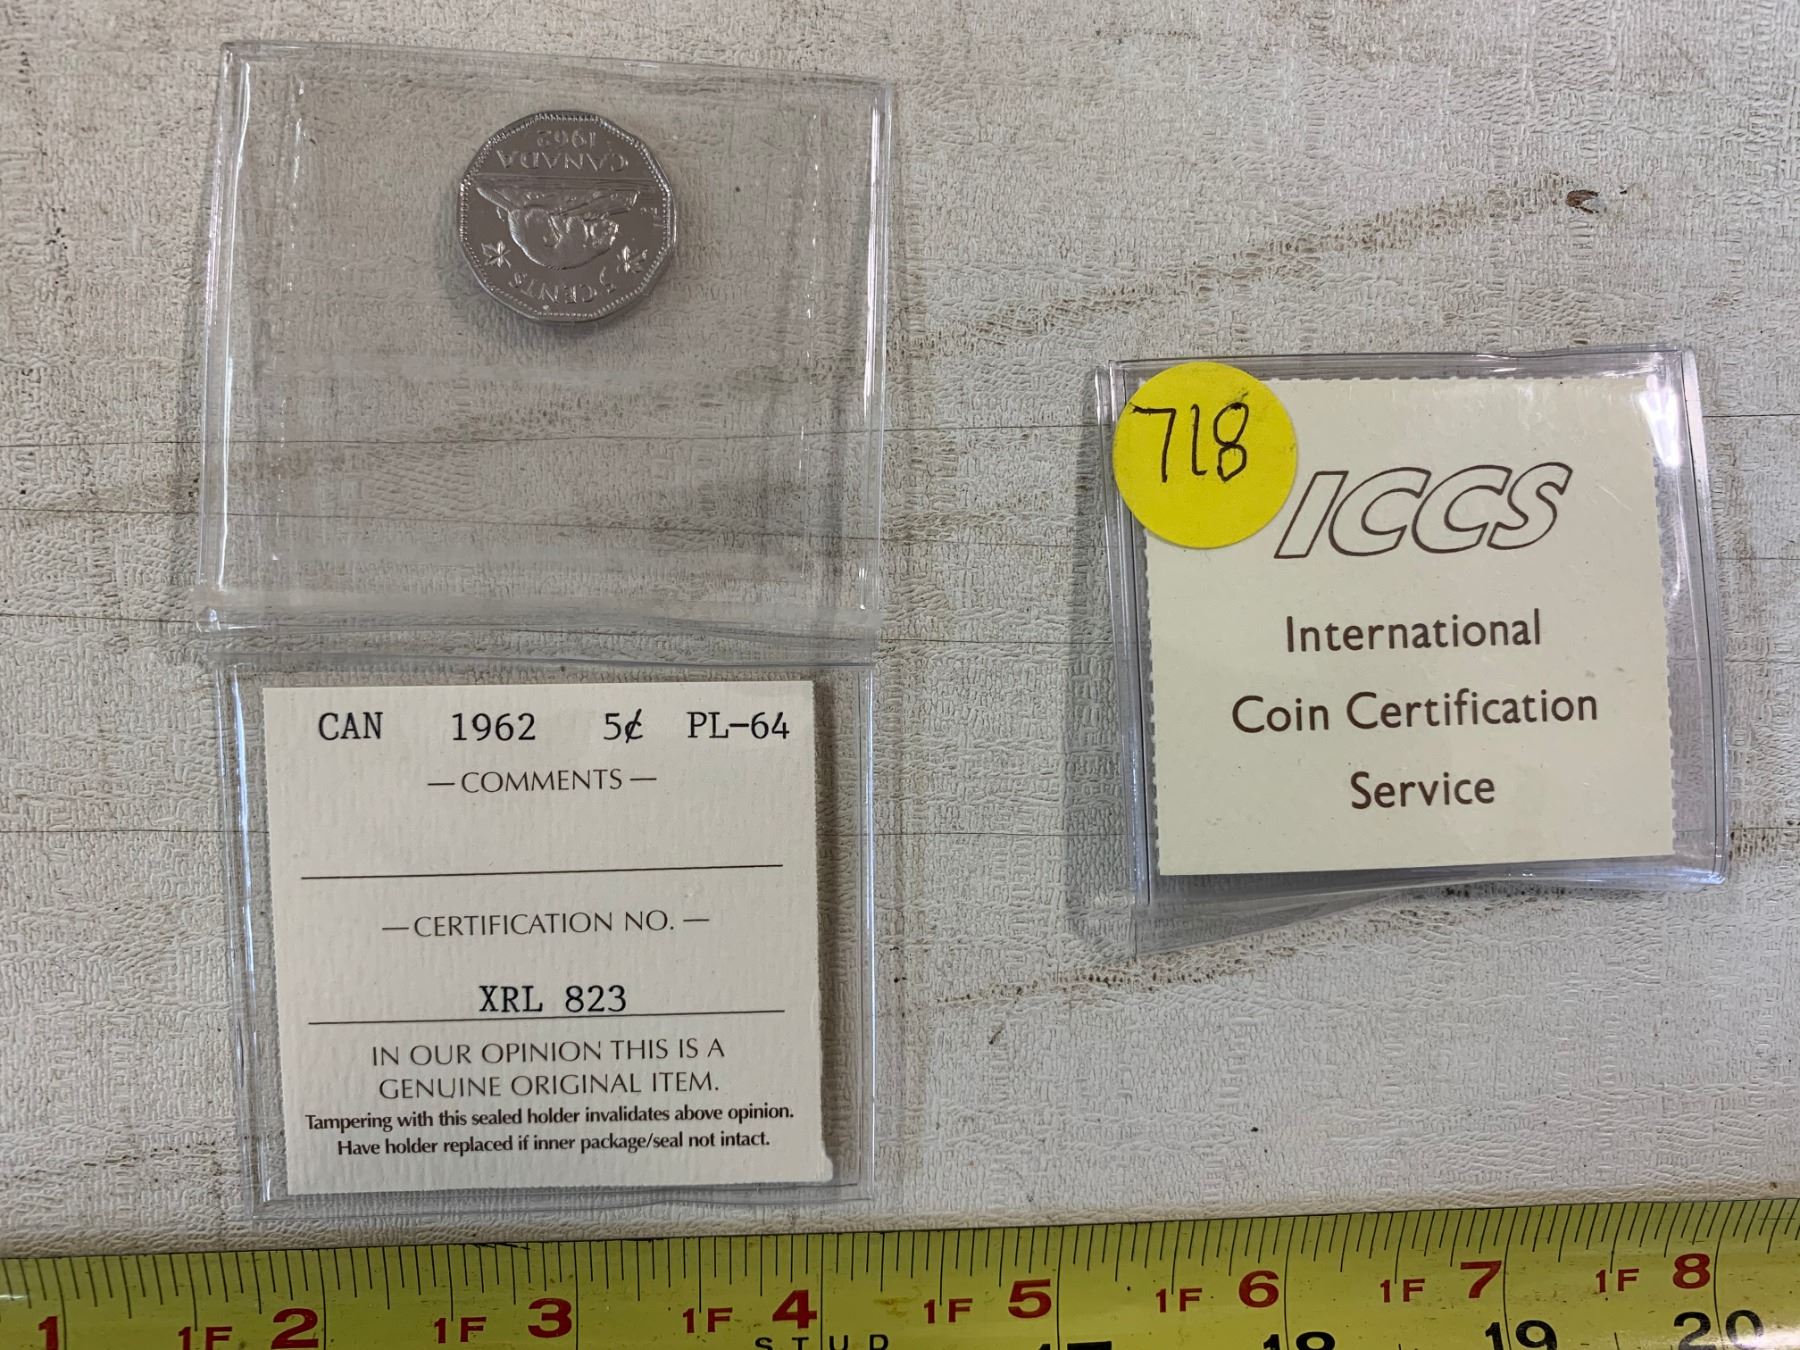 5 CENTS
CANADA
1962
CAN 1962 5¢ PL-64
— COMMENTS —
— CERTIFICATION NO. —
XRL 823
IN OUR OPINION THIS IS A
GENUINE ORIGINAL ITEM.
Tampering with this sealed holder invalidates above opinion.
Have holder replaced if inner package/seal not intact.
718
ICCS
International
Coin Certification
Service
1 1F 2 1F 3 1F 4 1F 5 1F 6 1F 7 1F 8
STUD 17 18 19 20